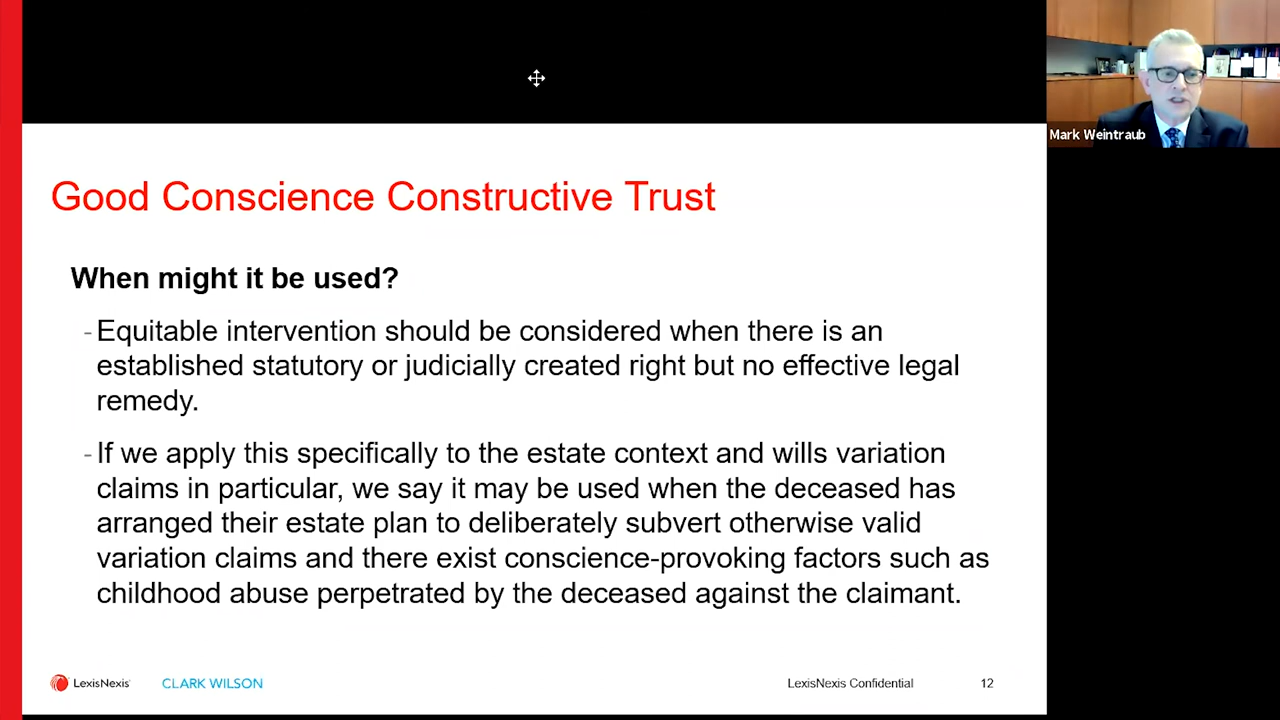 Mark Weintraub
Good Conscience Constructive Trust
When might it be used?
- Equitable intervention should be considered when there is an
established statutory or judicially created right but no effective legal
remedy.
- If we apply this specifically to the estate context and wills variation
claims in particular, we say it may be used when the deceased has
arranged their estate plan to deliberately subvert otherwise valid
variation claims and there exist conscience-provoking factors such as
childhood abuse perpetrated by the deceased against the claimant.
LexisNexis CLARK WILSON LexisNexis Confidential 12